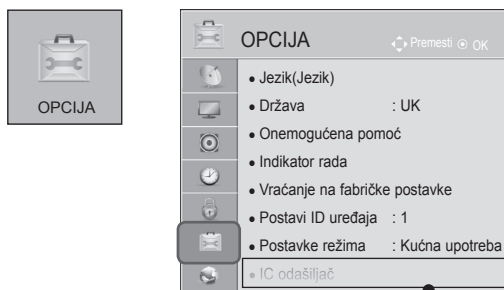 OPCIJA
OPCIJA
Premesti OK
● Jezik(Jezik)
● Država : UK
● Onemogućena pomoć
● Indikator rada
● Vraćanje na fabričke postavke
● Postavi ID uređaja : 1
● Postavke režima : Kućna upotreba
● IC odašiljač